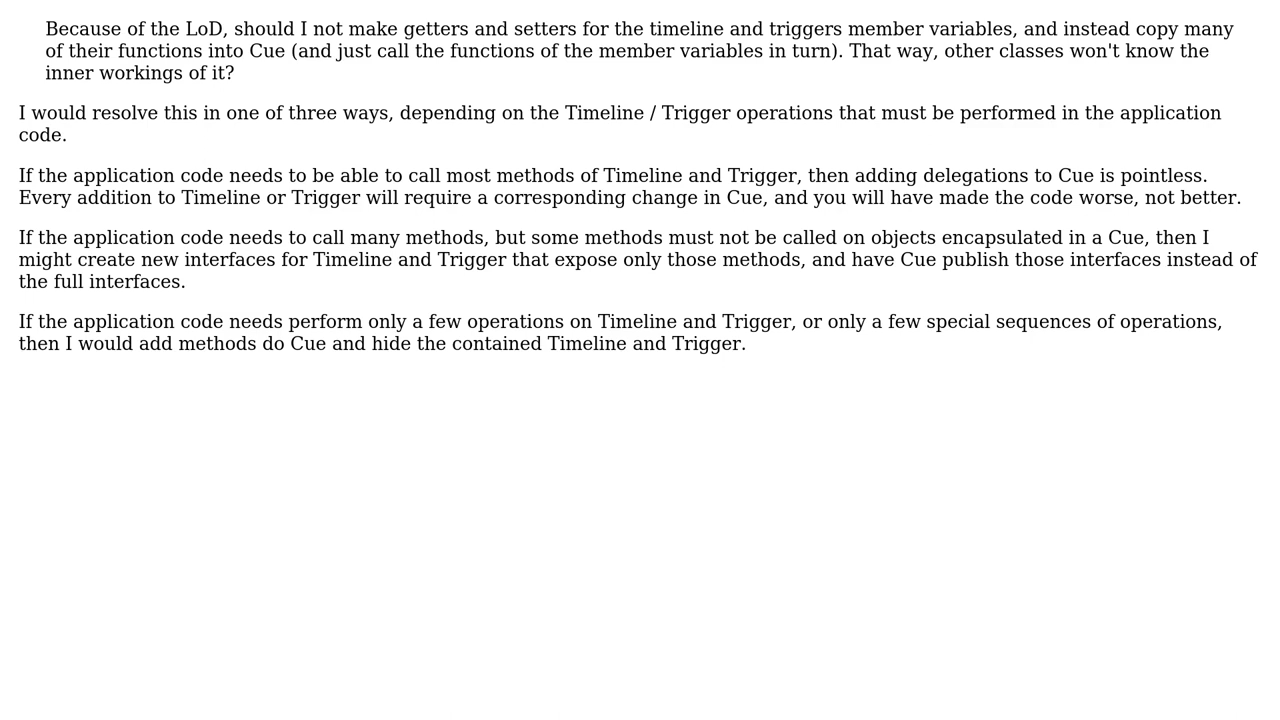 Because of the LoD, should I not make getters and setters for the timeline and triggers member variables, and instead copy many
of their functions into Cue (and just call the functions of the member variables in turn). That way, other classes won't know the
inner workings of it?
I would resolve this in one of three ways, depending on the Timeline / Trigger operations that must be performed in the application
code.
If the application code needs to be able to call most methods of Timeline and Trigger, then adding delegations to Cue is pointless.
Every addition to Timeline or Trigger will require a corresponding change in Cue, and you will have made the code worse, not better.
If the application code needs to call many methods, but some methods must not be called on objects encapsulated in a Cue, then I
might create new interfaces for Timeline and Trigger that expose only those methods, and have Cue publish those interfaces instead of
the full interfaces.
If the application code needs perform only a few operations on Timeline and Trigger, or only a few special sequences of operations,
then I would add methods do Cue and hide the contained Timeline and Trigger.